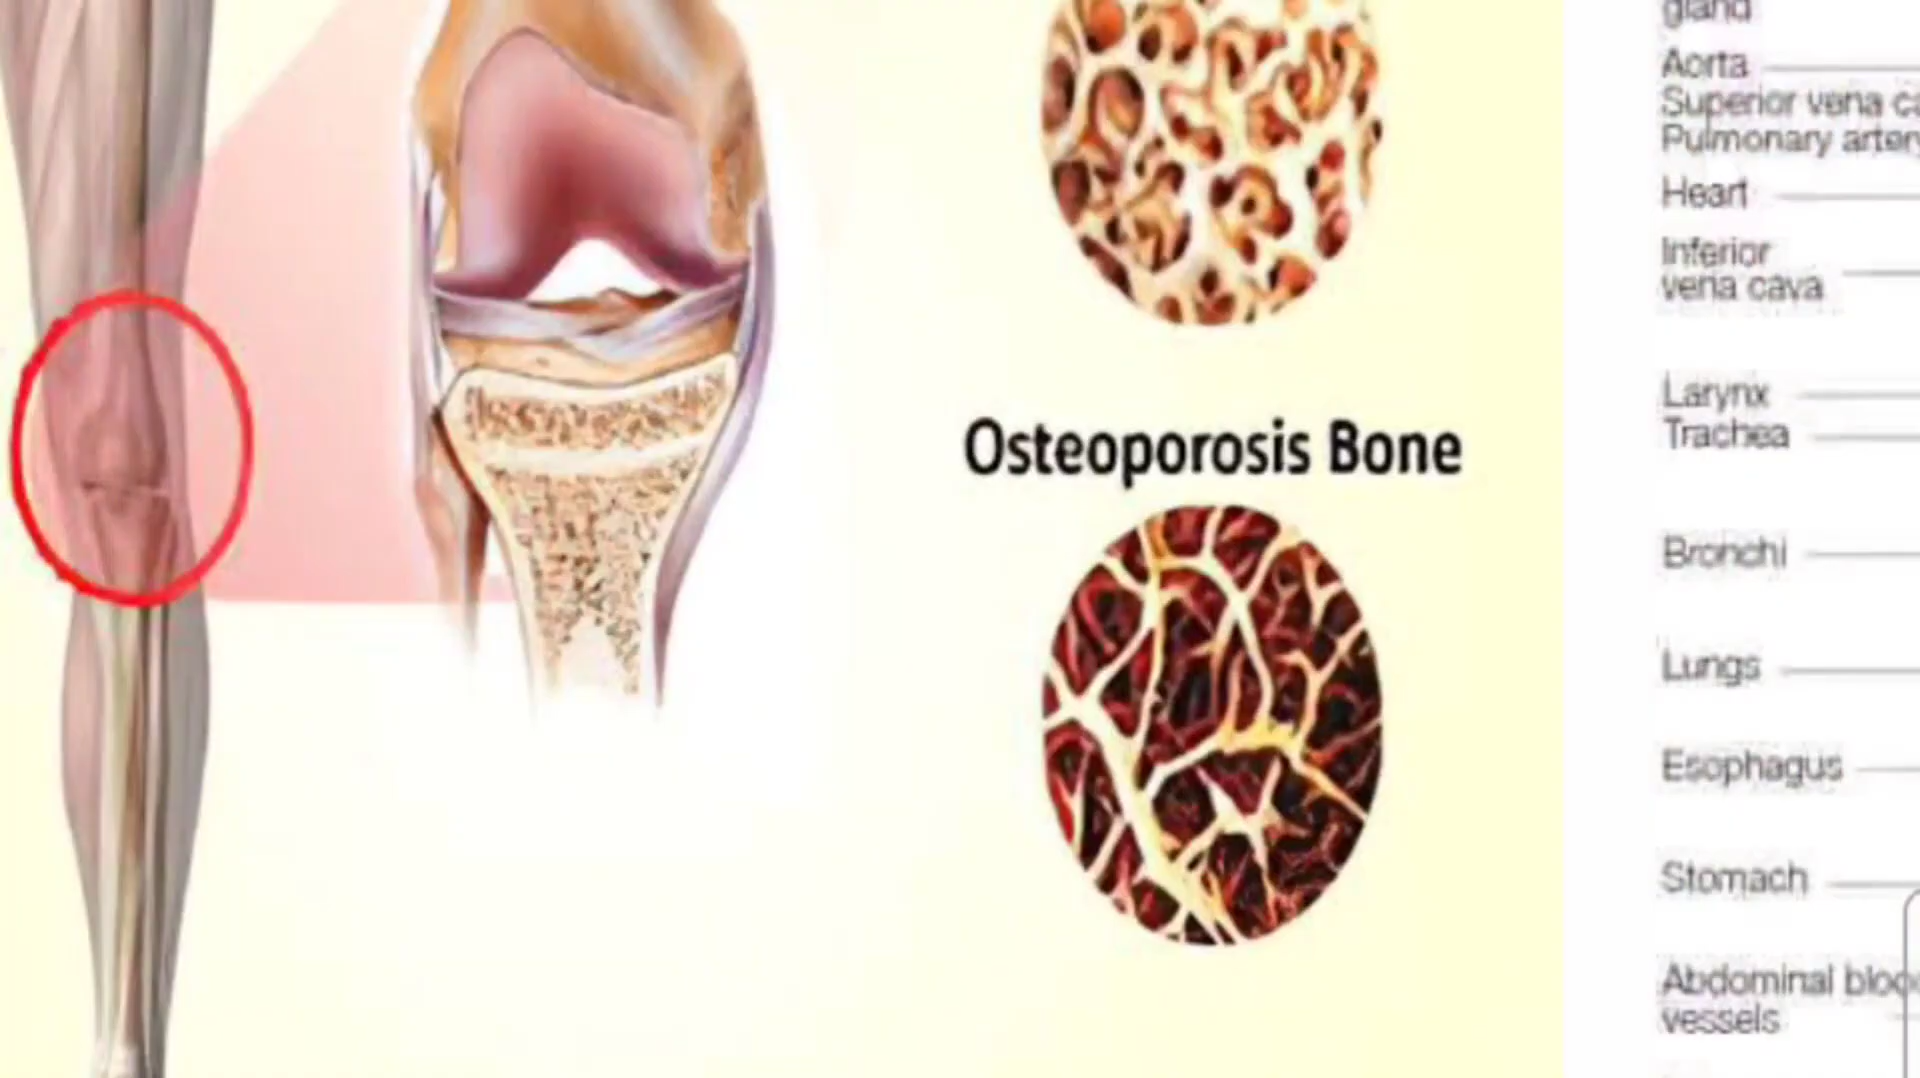 Osteoporosis Bone
gland
Aorta
Superior vena
Pulmonary artery
Heart
Inferior
vena cava
Larynx
Trachea
Bronchi
Lungs
Esophagus
Stomach
Abdominal
vessels